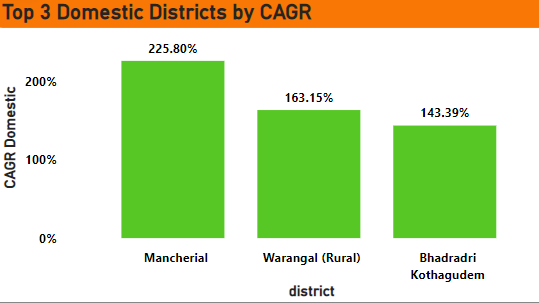 Top 3 Domestic Districts by CAGR
225.80%
200%
163.15%
143.39%
CAGR Domestic
100%
0%
Mancherial
Warangal (Rural)
Bhadradri
Kothagudem
district